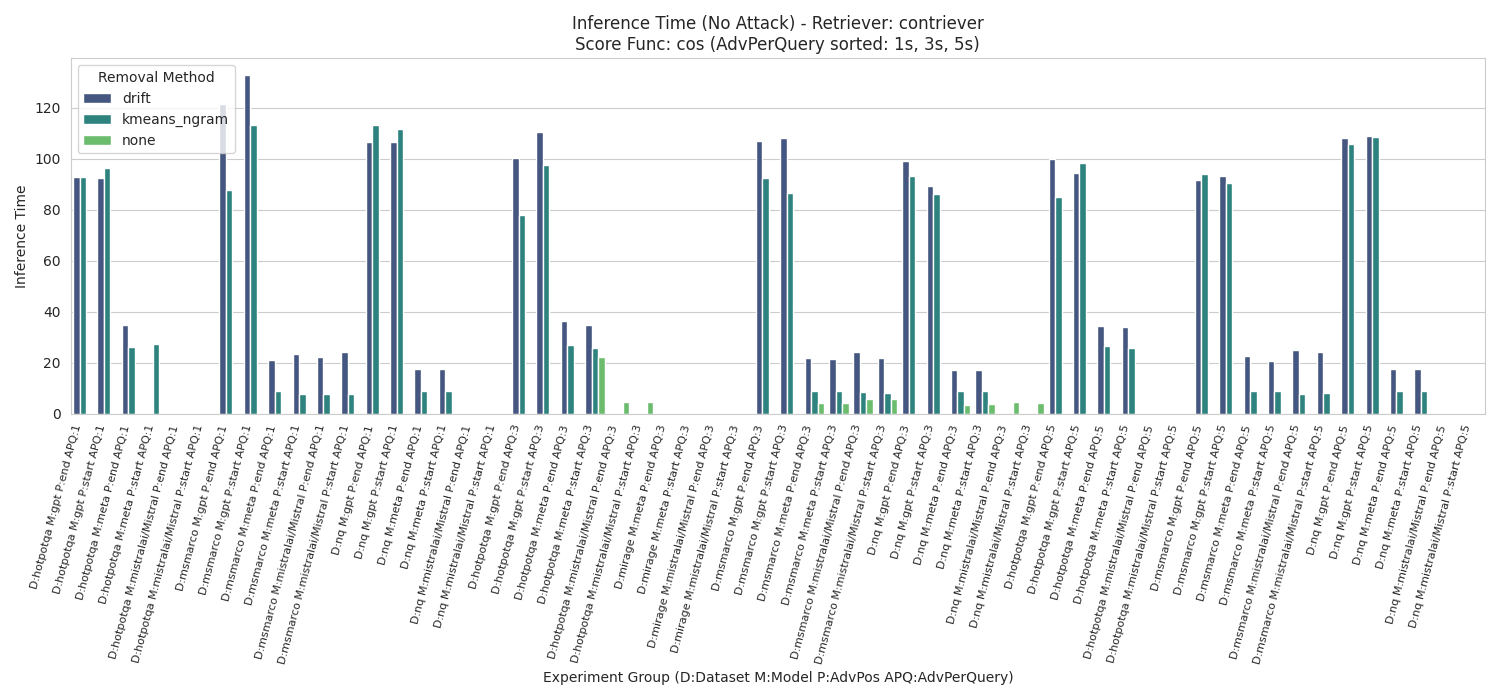 Inference Time (No Attack) - Retriever: contriever
Score Func: cos (AdvPerQuery sorted: 1s, 3s, 5s)
Removal Method
drift
kmeans_ngram
none
Inference Time
120
100
80
60
40
20
0
D:hotpotqa M:gpt P:end APQ:1
D:hotpotqa M:gpt P:start APQ:1
D:hotpotqa M:meta P:end APQ:1
D:hotpotqa M:meta P:start APQ:1
D:hotpotqa M:mistralai/Mistral P:end APQ:1
D:hotpotqa M:mistralai/Mistral P:start APQ:1
D:msmarco M:gpt P:end APQ:1
D:msmarco M:gpt P:start APQ:1
D:msmarco M:meta P:end APQ:1
D:msmarco M:meta P:start APQ:1
D:msmarco M:mistralai/Mistral P:end APQ:1
D:msmarco M:mistralai/Mistral P:start APQ:1
D:nq M:gpt P:end APQ:1
D:nq M:gpt P:start APQ:1
D:nq M:meta P:end APQ:1
D:nq M:meta P:start APQ:1
D:nq M:mistralai/Mistral P:end APQ:1
D:nq M:mistralai/Mistral P:start APQ:1
D:hotpotqa M:gpt P:end APQ:3
D:hotpotqa M:gpt P:start APQ:3
D:hotpotqa M:meta P:end APQ:3
D:hotpotqa M:meta P:start APQ:3
D:hotpotqa M:mistralai/Mistral P:end APQ:3
D:hotpotqa M:mistralai/Mistral P:start APQ:3
D:mirage M:meta P:end APQ:3
D:mirage M:meta P:start APQ:3
D:mirage M:mistralai/Mistral P:end APQ:3
D:mirage M:mistralai/Mistral P:start APQ:3
D:msmarco M:gpt P:end APQ:3
D:msmarco M:gpt P:start APQ:3
D:msmarco M:meta P:end APQ:3
D:msmarco M:meta P:start APQ:3
D:msmarco M:mistralai/Mistral P:end APQ:3
D:msmarco M:mistralai/Mistral P:start APQ:3
D:nq M:gpt P:end APQ:3
D:nq M:gpt P:start APQ:3
D:nq M:meta P:end APQ:3
D:nq M:meta P:start APQ:3
D:nq M:mistralai/Mistral P:end APQ:3
D:nq M:mistralai/Mistral P:start APQ:3
D:hotpotqa M:gpt P:end APQ:5
D:hotpotqa M:gpt P:start APQ:5
D:hotpotqa M:meta P:end APQ:5
D:hotpotqa M:meta P:start APQ:5
D:hotpotqa M:mistralai/Mistral P:end APQ:5
D:hotpotqa M:mistralai/Mistral P:start APQ:5
D:msmarco M:gpt P:end APQ:5
D:msmarco M:gpt P:start APQ:5
D:msmarco M:meta P:end APQ:5
D:msmarco M:meta P:start APQ:5
D:msmarco M:mistralai/Mistral P:end APQ:5
D:msmarco M:mistralai/Mistral P:start APQ:5
D:nq M:gpt P:end APQ:5
D:nq M:gpt P:start APQ:5
D:nq M:meta P:end APQ:5
D:nq M:meta P:start APQ:5
D:nq M:mistralai/Mistral P:end APQ:5
D:nq M:mistralai/Mistral P:start APQ:5
Experiment Group (D:Dataset M:Model P:AdvPos APQ:AdvPerQuery)